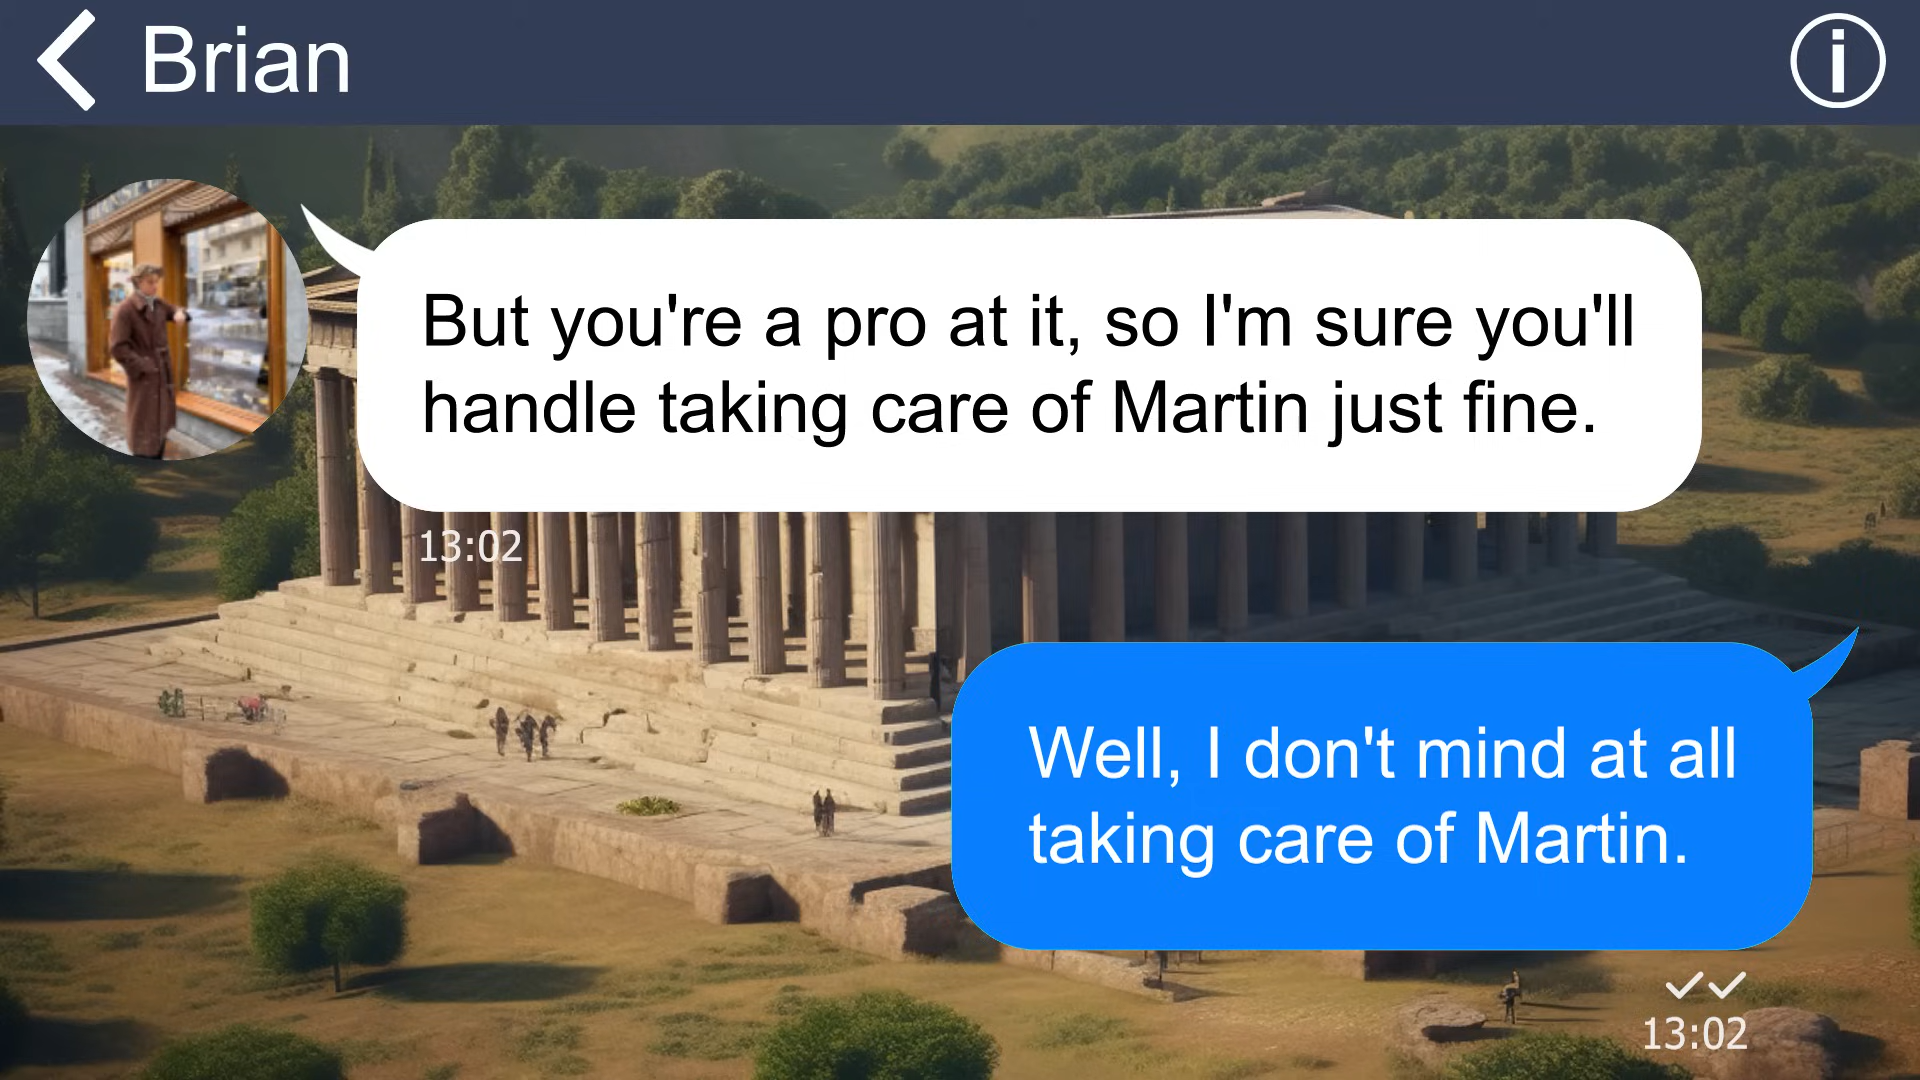 Brian
But you're a pro at it, so I'm sure you'll
handle taking care of Martin just fine.
13:02
Well, I don't mind at all
taking care of Martin.
13:02